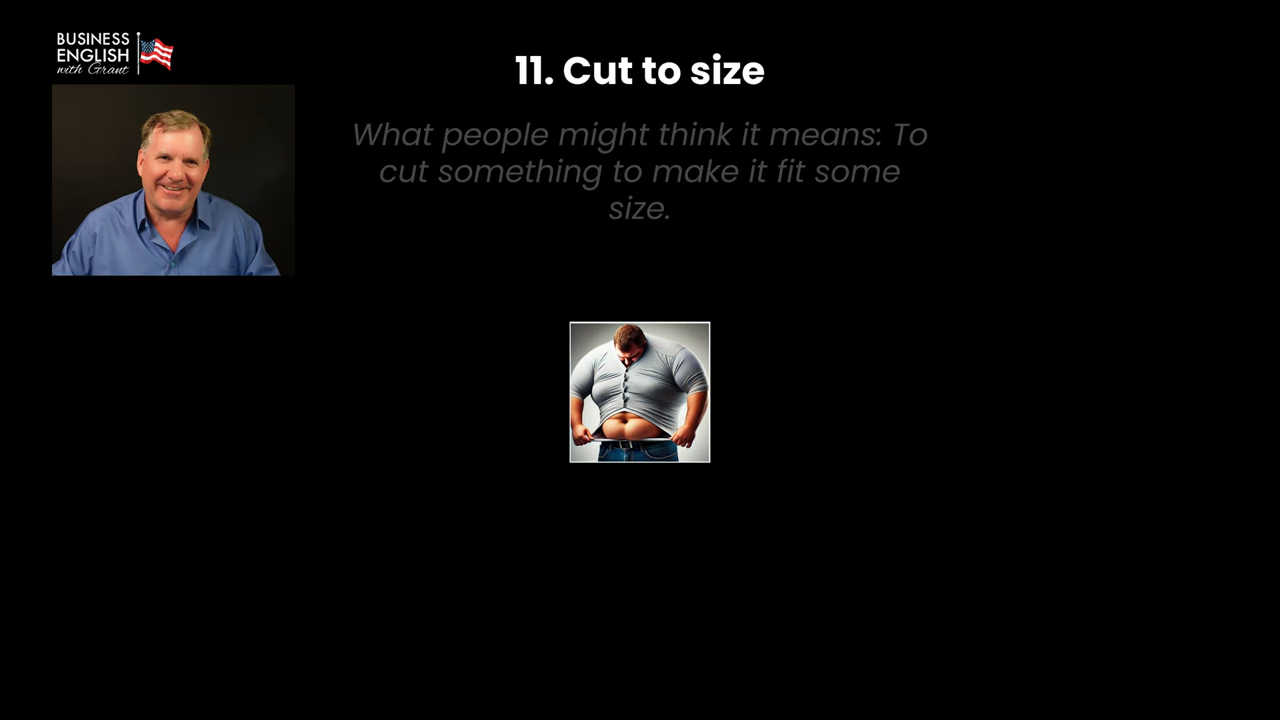 BUSINESS
ENGLISH
with Grant
11. Cut to size
What people might think it means: To
cut something to make it fit some
size.